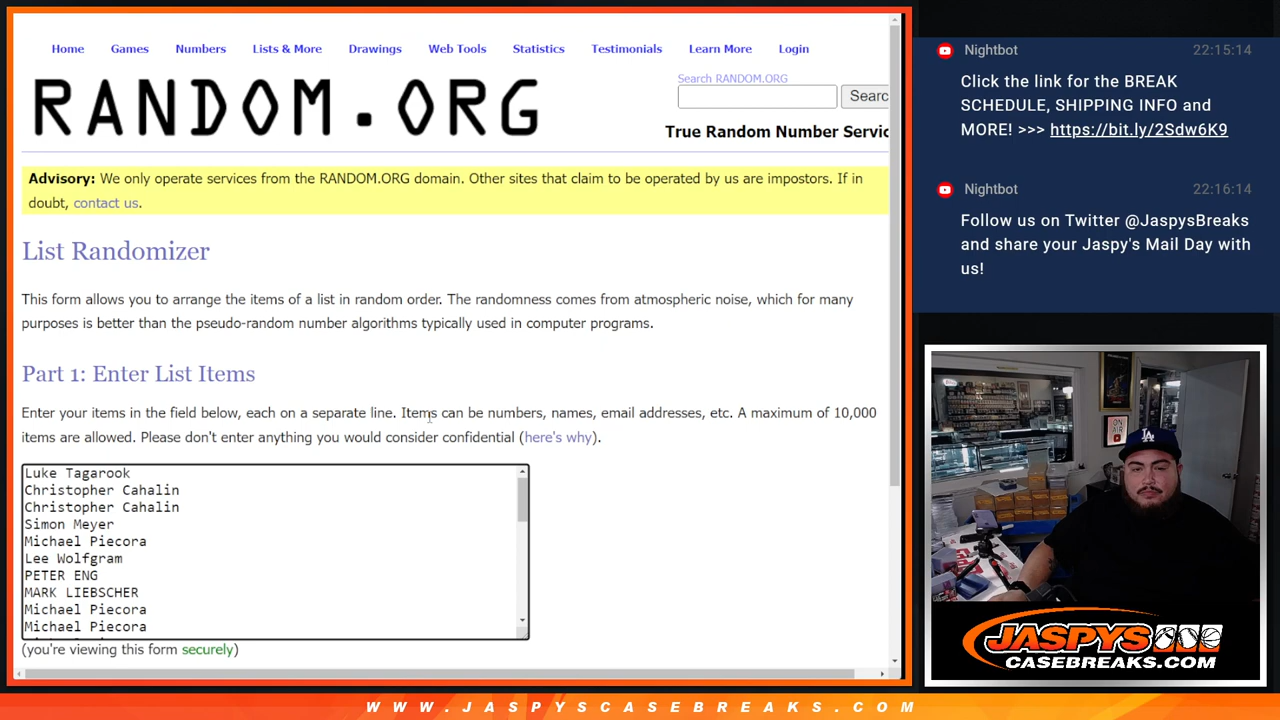 Home Games Numbers Lists & More Drawings Web Tools Statistics Testimonials Learn More Login
RANDOM.ORG
Search RANDOM.ORG
Searc
True Random Number Servic
Advisory: We only operate services from the RANDOM.ORG domain. Other sites that claim to be operated by us are impostors. If in
doubt, contact us.
List Randomizer
This form allows you to arrange the items of a list in random order. The randomness comes from atmospheric noise, which for many
purposes is better than the pseudo-random number algorithms typically used in computer programs.
Part 1: Enter List Items
Enter your items in the field below, each on a separate line. Items can be numbers, names, email addresses, etc. A maximum of 10,000
items are allowed. Please don't enter anything you would consider confidential (here's why).
Luke Tagarook
Christopher Cahalin
Christopher Cahalin
Simon Meyer
Michael Piecora
Lee Wolfgram
PETER ENG
MARK LIEBSCHER
Michael Piecora
Michael Piecora
(you're viewing this form securely)
Nightbot 22:15:14
Click the link for the BREAK
SCHEDULE, SHIPPING INFO and
MORE! >>> https://bit.ly/2Sdw6K9
Nightbot 22:16:14
Follow us on Twitter @JaspysBreaks
and share your Jaspy's Mail Day with
us!
ON AIR
LA
JASPYS
CASEBREAKS.COM
WWW.JASPYSCASEBREAKS.COM